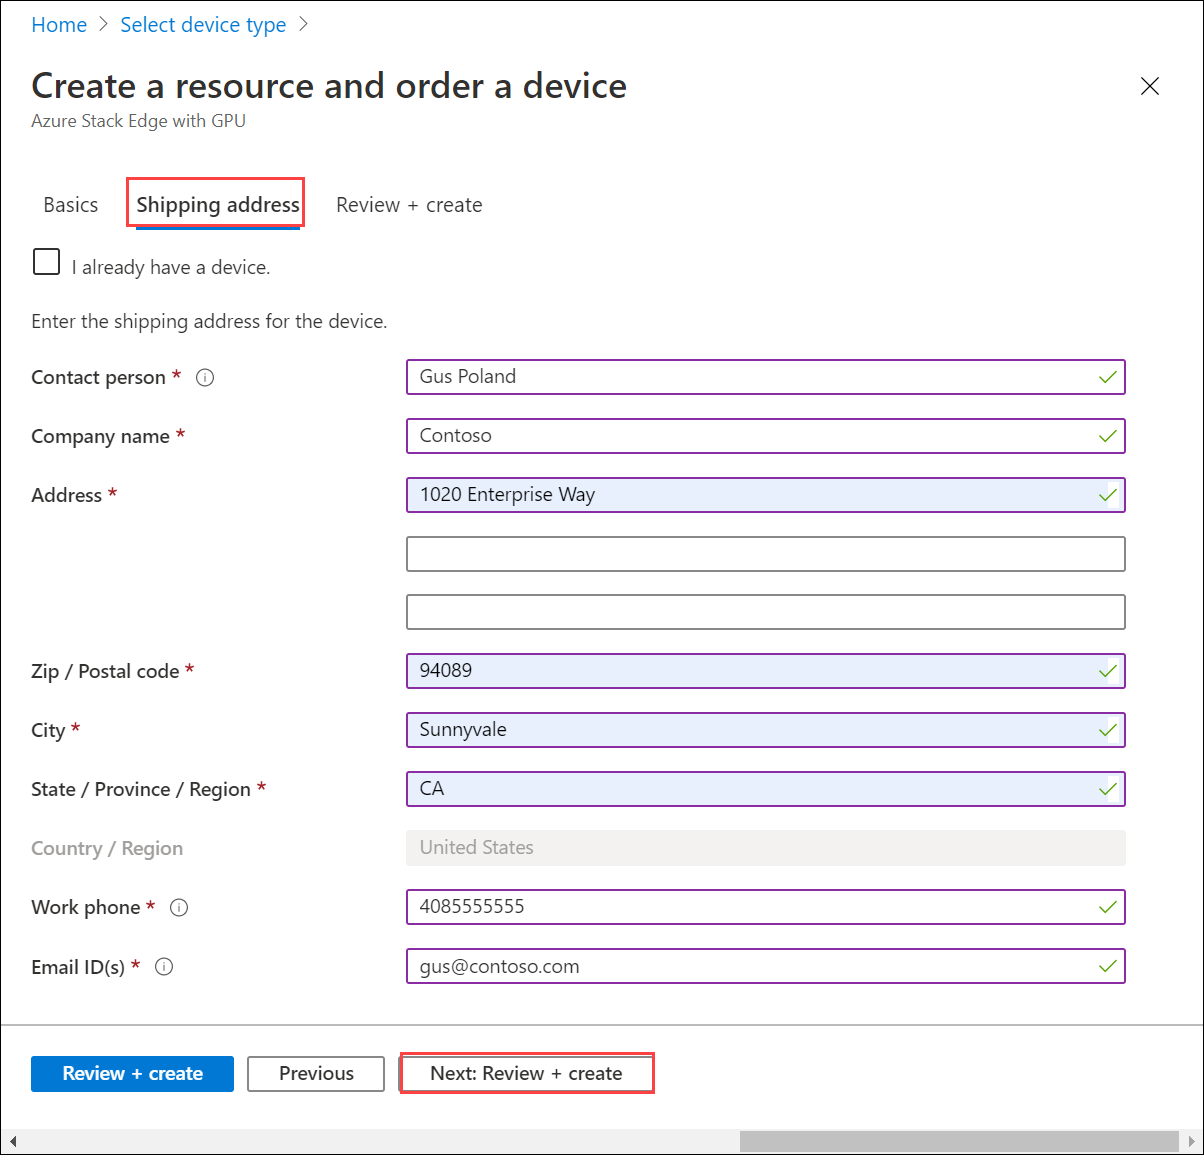 Home > Select device type >
Create a resource and order a device
Azure Stack Edge with GPU
Basics Shipping address Review + create
I already have a device.
Enter the shipping address for the device.
Contact person * Gus Poland
Company name * Contoso
Address * 1020 Enterprise Way
Zip / Postal code * 94089
City * Sunnyvale
State / Province / Region * CA
Country / Region United States
Work phone * 4085555555
Email ID(s) * gus@contoso.com
Review + create Previous Next: Review + create